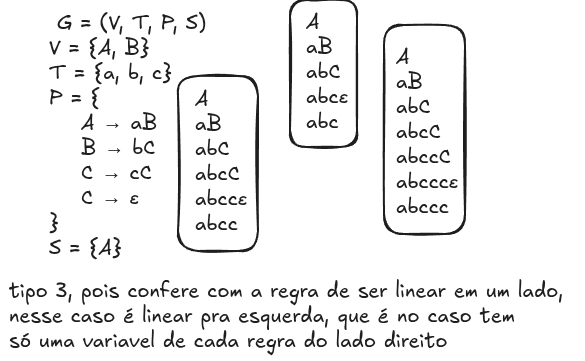 G = (V, T, P, S)
V = {A, B}
T = {a, b, c}
P = {
A → aB
B → bC
C → cC
C → ε
}
S = {A}
A
aB
abC
abcC
abccε
abcc
A
aB
abC
abcε
abc
A
aB
abC
abcC
abccC
abcccε
abccc
tipo 3, pois confere com a regra de ser linear em um lado,
nesse caso é linear pra esquerda, que é no caso tem
só uma variavel de cada regra do lado direito